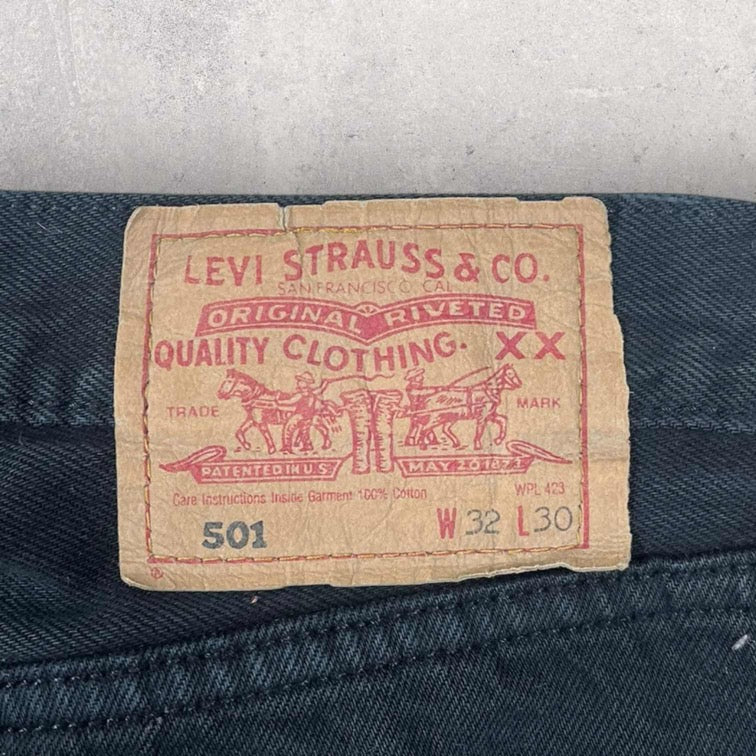 LEVI STRAUSS & CO.
SAN FRANCISCO CAL
ORIGINAL RIVETED
QUALITY CLOTHING. XX
TRADE MARK
PATENTED IN U.S. MAY 20 1873
Care Instructions Inside Garment 100% Cotton WPL 423
501 W 32 L 30